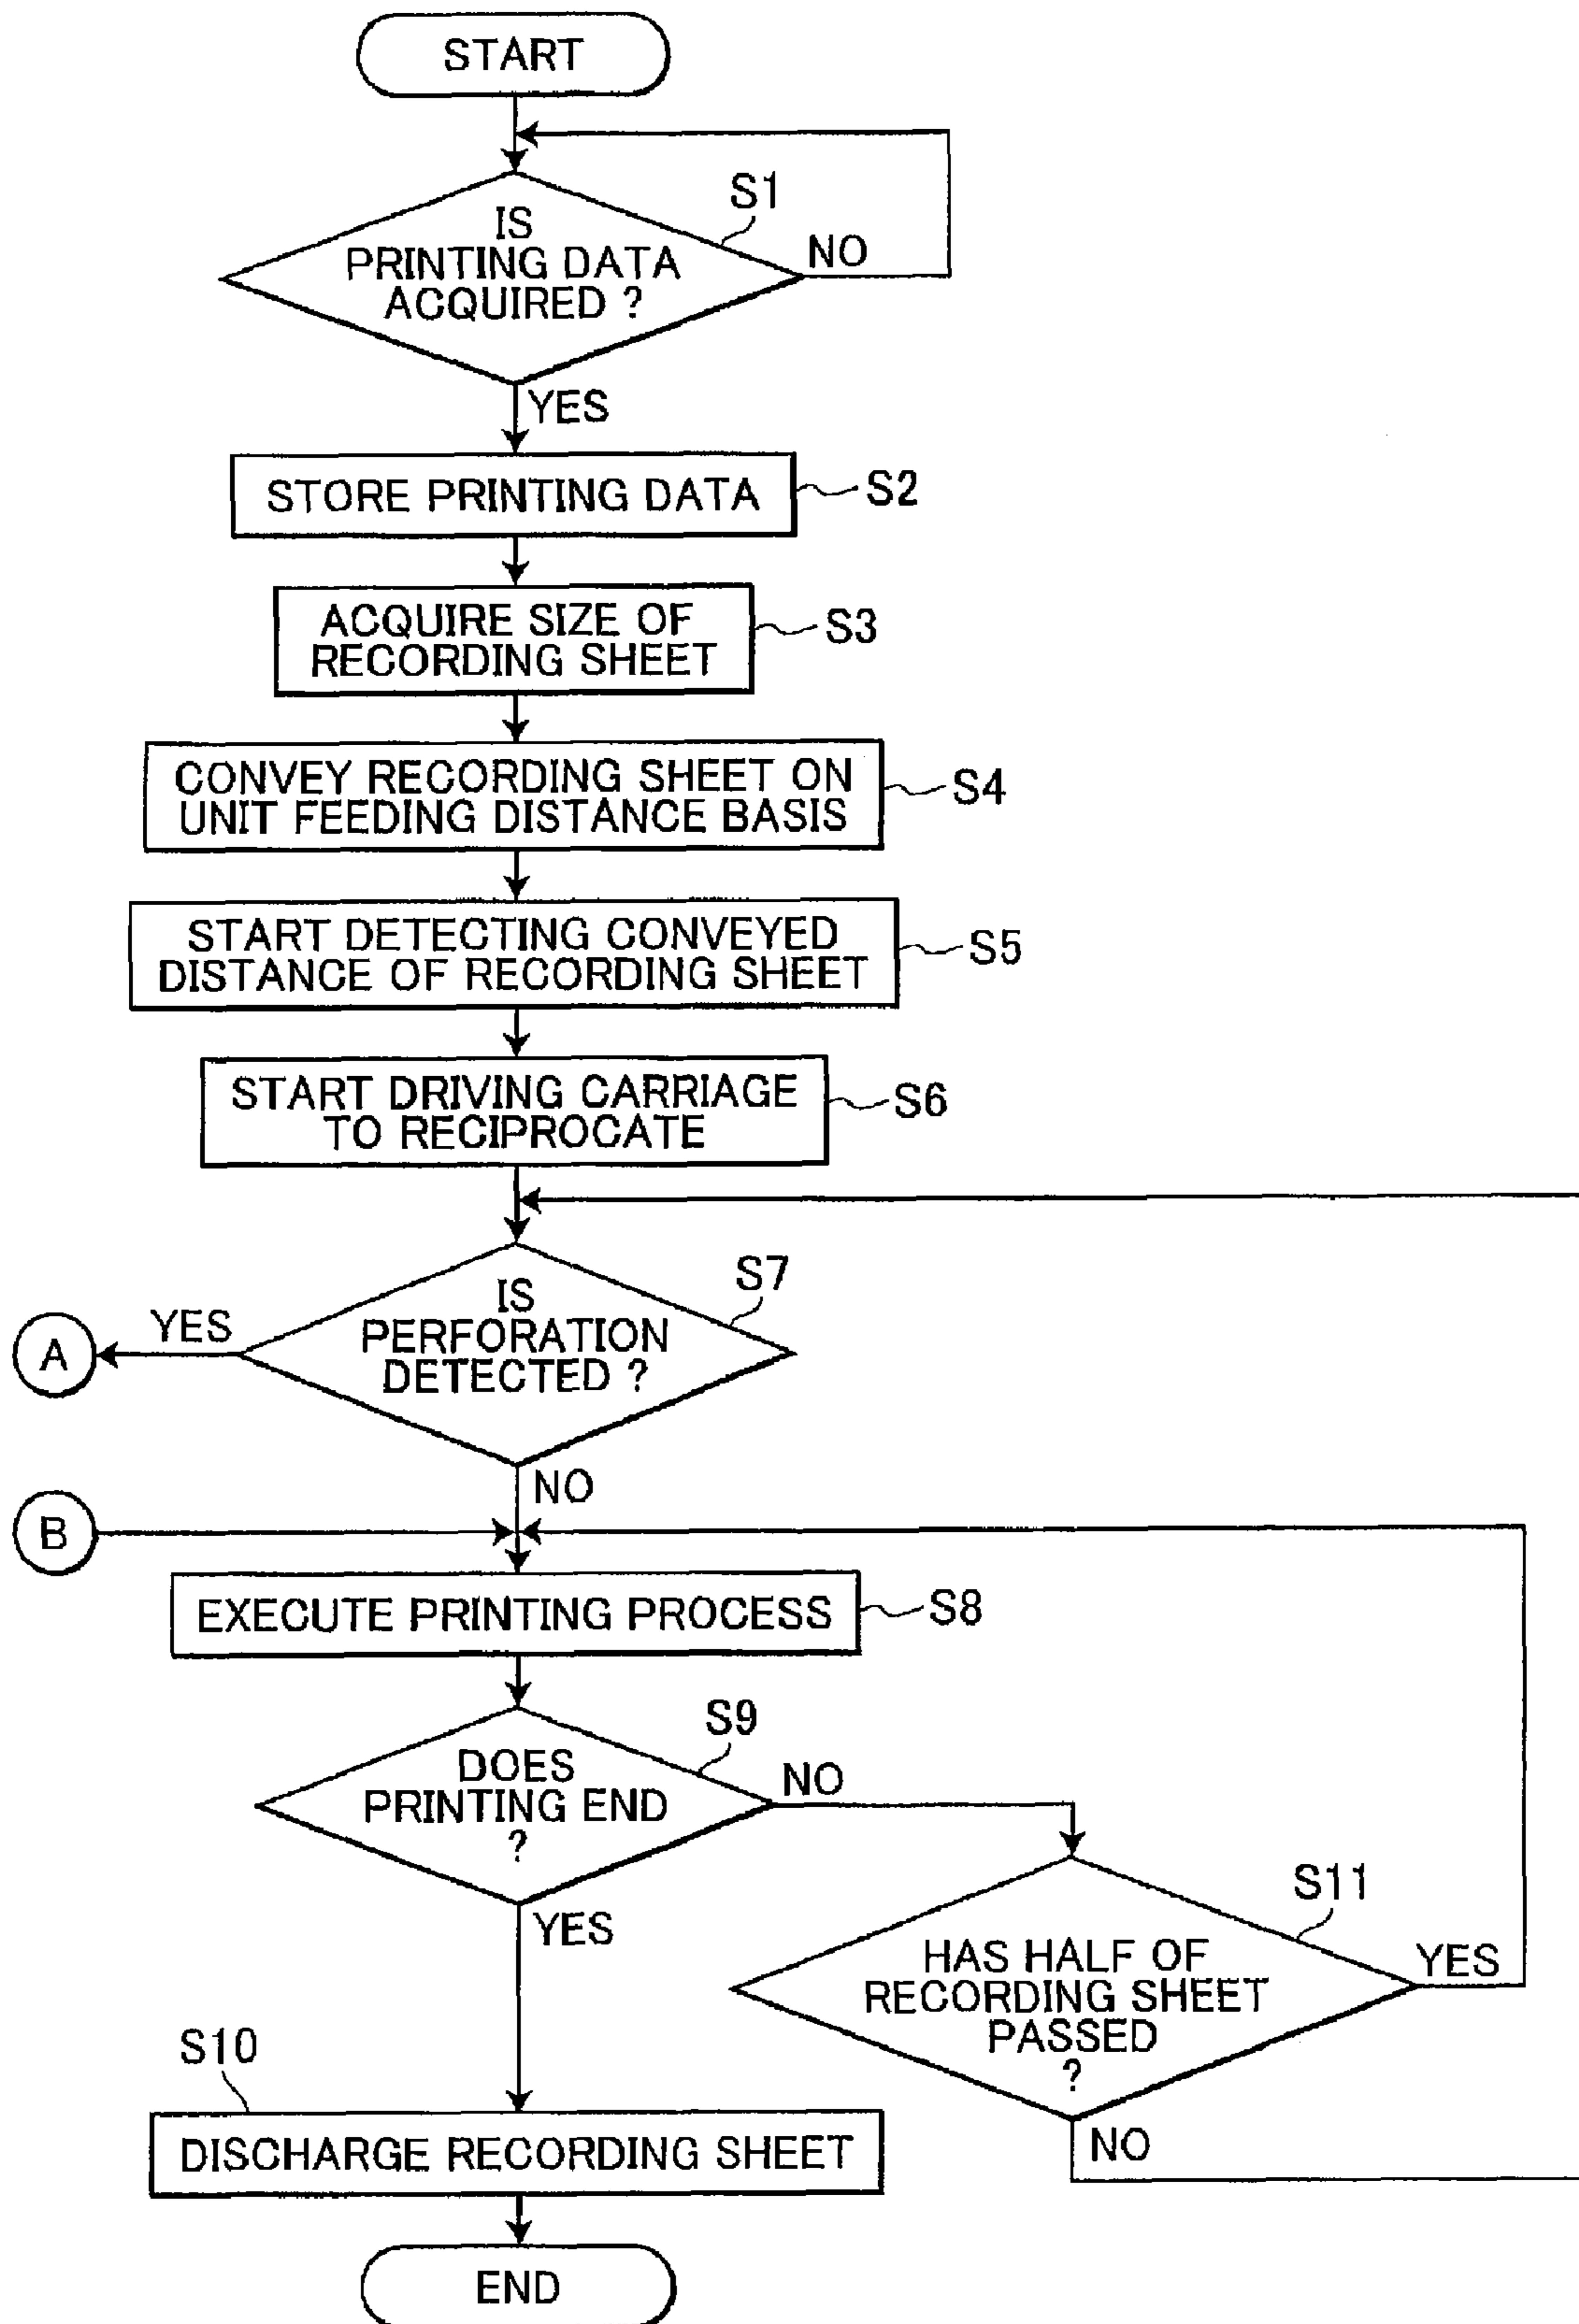 START
S1
IS
PRINTING DATA
ACQUIRED ?
NO
YES
STORE PRINTING DATA
S2
ACQUIRE SIZE OF
RECORDING SHEET
S3
CONVEY RECORDING SHEET ON
UNIT FEEDING DISTANCE BASIS
S4
START DETECTING CONVEYED
DISTANCE OF RECORDING SHEET
S5
START DRIVING CARRIAGE
TO RECIPROCATE
S6
S7
IS
PERFORATION
DETECTED ?
YES
A
NO
B
EXECUTE PRINTING PROCESS
S8
S9
DOES
PRINTING END
?
NO
YES
S11
HAS HALF OF
RECORDING SHEET
PASSED
?
YES
NO
S10
DISCHARGE RECORDING SHEET
END